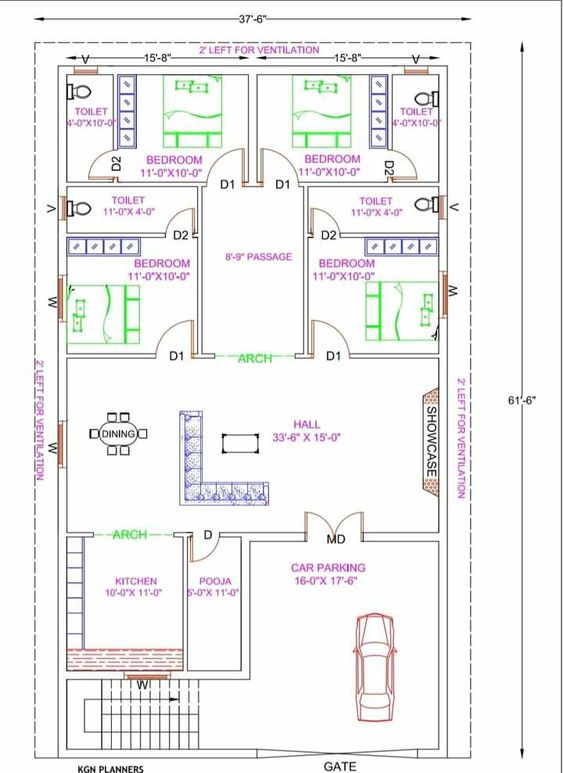 37'-6"
2' LEFT FOR VENTILATION
15'-8"
15'-8"
V
V
TOILET
4'-0"X10'-0"
TOILET
4'-0"X10'-0"
BEDROOM
11'-0"X10'-0"
BEDROOM
11'-0"X10'-0"
D2
D2
D1
D1
TOILET
11'-0"X 4'-0"
TOILET
11'-0"X 4'-0"
V
V
D2
D2
8'-9" PASSAGE
BEDROOM
11'-0"X10'-0"
BEDROOM
11'-0"X10'-0"
W
W
D1
ARCH
D1
2' LEFT FOR VENTILATION
2' LEFT FOR VENTILATION
61'-6"
DINING
HALL
33'-6" X 15'-0"
SHOWCASE
W
ARCH
D
MD
KITCHEN
10'-0"X 11'-0"
POOJA
5'-0"X 11'-0"
CAR PARKING
16-0"X 17'-6"
W
KGN PLANNERS
GATE